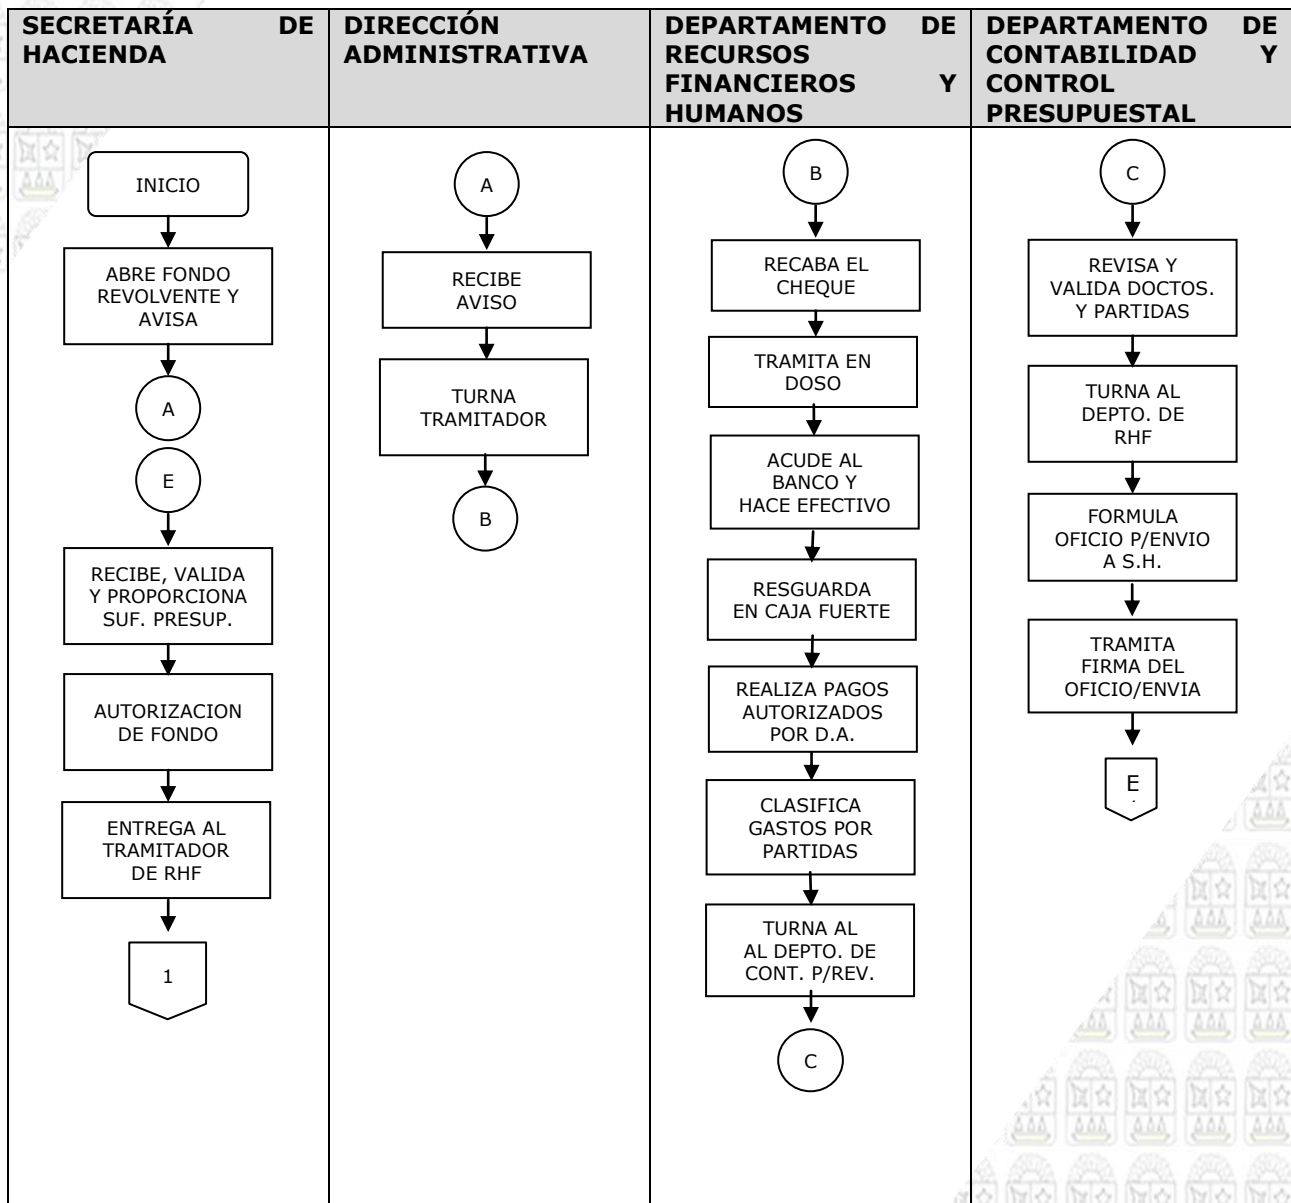 SECRETARÍA DE
HACIENDA
DIRECCIÓN
ADMINISTRATIVA
DEPARTAMENTO DE
RECURSOS
FINANCIEROS Y
HUMANOS
DEPARTAMENTO DE
CONTABILIDAD Y
CONTROL
PRESUPUESTAL
INICIO
ABRE FONDO
REVOLVENTE Y
AVISA
A
E
RECIBE, VALIDA
Y PROPORCIONA
SUF. PRESUP.
AUTORIZACION
DE FONDO
ENTREGA AL
TRAMITADOR
DE RHF
1
A
RECIBE
AVISO
TURNA
TRAMITADOR
B
B
RECABA EL
CHEQUE
TRAMITA EN
DOSO
ACUDE AL
BANCO Y
HACE EFECTIVO
RESGUARDA
EN CAJA FUERTE
REALIZA PAGOS
AUTORIZADOS
POR D.A.
CLASIFICA
GASTOS POR
PARTIDAS
TURNA AL
AL DEPTO. DE
CONT. P/REV.
C
C
REVISA Y
VALIDA DOCTOS.
Y PARTIDAS
TURNA AL
DEPTO. DE
RHF
FORMULA
OFICIO P/ENVIO
A S.H.
TRAMITA
FIRMA DEL
OFICIO/ENVIA
E